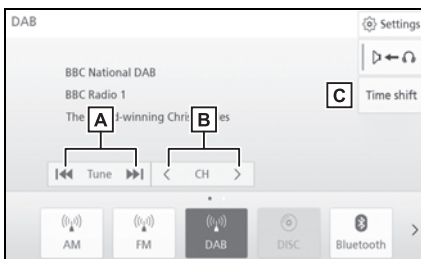 DAB
Settings
BBC National DAB
BBC Radio 1
C Time shift
The A d-winning Chris B es
Tune CH
AM FM DAB DISC Bluetooth